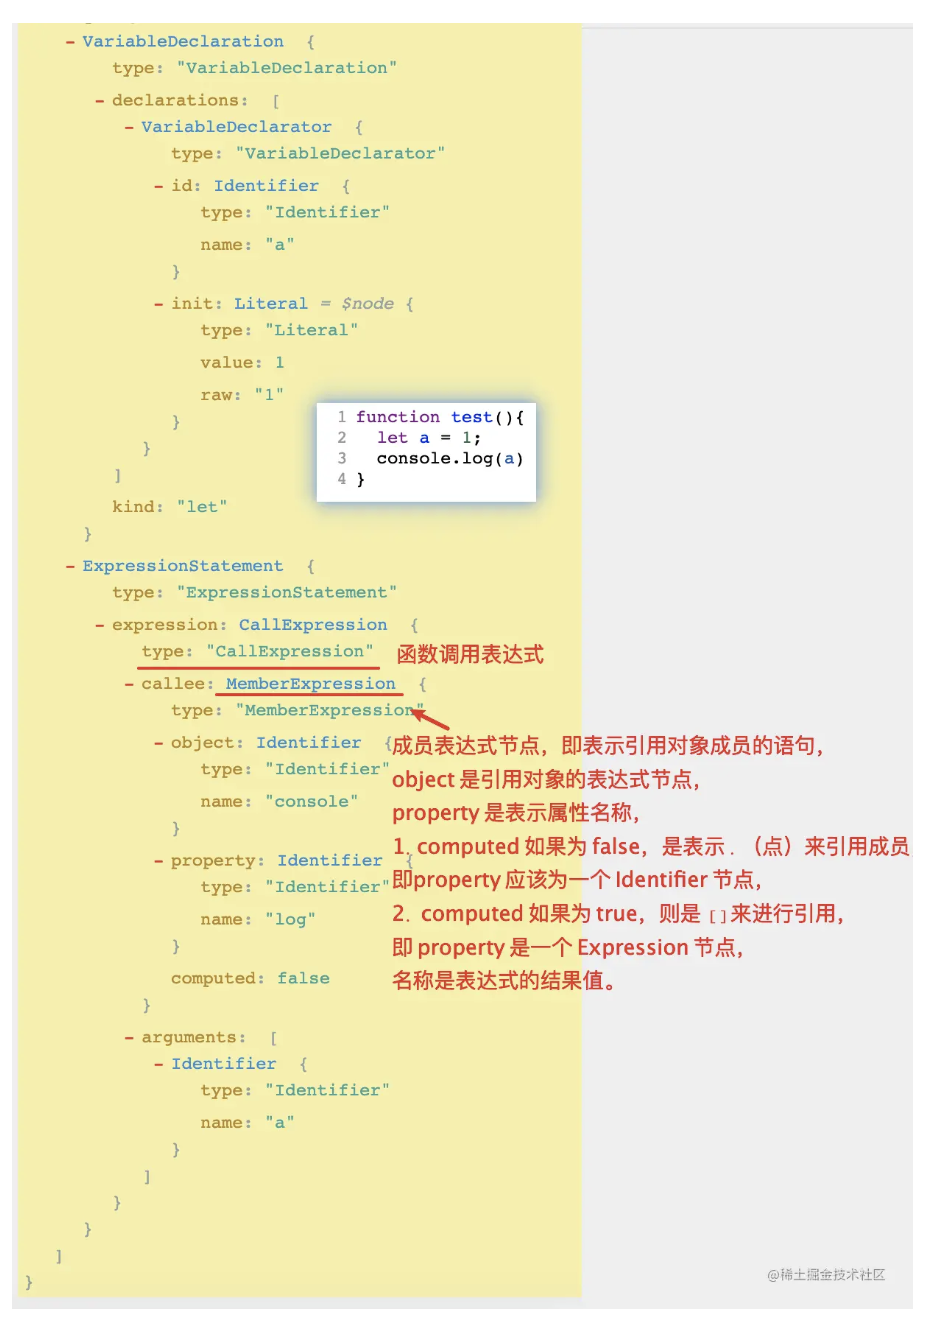 - VariableDeclaration {
type: "VariableDeclaration"
- declarations: [
- VariableDeclarator {
type: "VariableDeclarator"
- id: Identifier {
type: "Identifier"
name: "a"
}
- init: Literal = $node {
type: "Literal"
value: 1
raw: "1"
}
}
]
kind: "let"
}
1 function test(){
2 let a = 1;
3 console.log(a)
4 }
- ExpressionStatement {
type: "ExpressionStatement"
- expression: CallExpression {
type: "CallExpression" 函数调用表达式
- callee: MemberExpression {
type: "MemberExpression"
- object: Identifier {
type: "Identifier"
name: "console"
}
- property: Identifier {
type: "Identifier"
name: "log"
}
computed: false
}
成员表达式节点，即表示引用对象成员的语句，
object 是引用对象的表达式节点，
property 是表示属性名称，
1. computed 如果为 false，是表示 . （点）来引用成员
即property 应该为一个 Identifier 节点，
2. computed 如果为 true，则是 []来进行引用，
即 property 是一个 Expression 节点，
名称是表达式的结果值。
- arguments: [
- Identifier {
type: "Identifier"
name: "a"
}
]
}
}
]
}
@稀土掘金技术社区